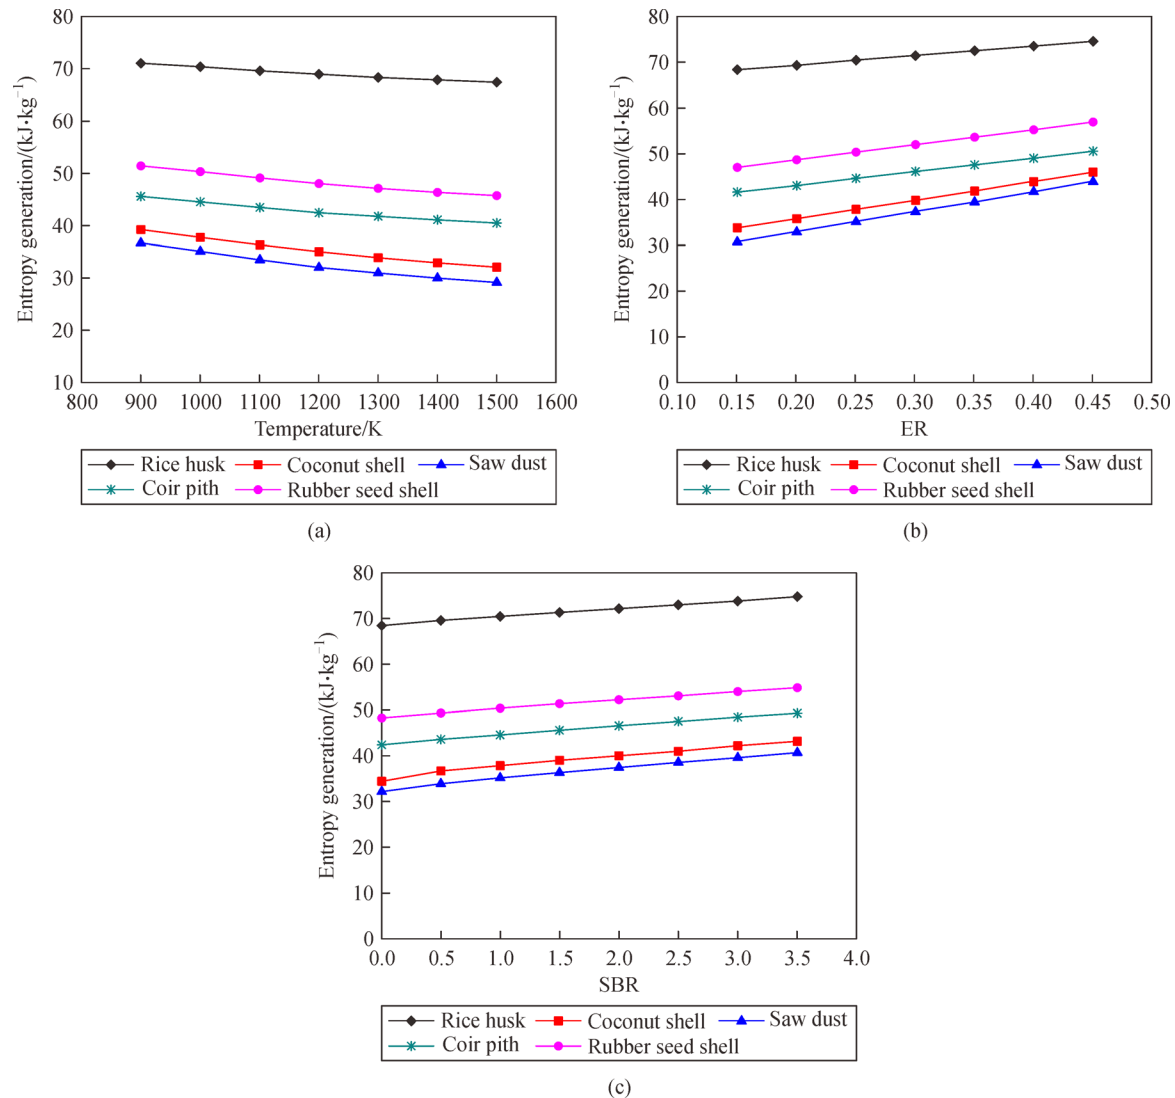 Entropy generation/(kJ·kg⁻¹)
80
70
60
50
40
30
20
10
800 900 1000 1100 1200 1300 1400 1500 1600
Temperature/K
Rice husk Coconut shell Saw dust
Coir pith Rubber seed shell
(a)
Entropy generation/(kJ·kg⁻¹)
80
70
60
50
40
30
20
10
0
0.10 0.15 0.20 0.25 0.30 0.35 0.40 0.45 0.50
ER
Rice husk Coconut shell Saw dust
Coir pith Rubber seed shell
(b)
Entropy generation/(kJ·kg⁻¹)
80
70
60
50
40
30
20
10
0
0.0 0.5 1.0 1.5 2.0 2.5 3.0 3.5 4.0
SBR
Rice husk Coconut shell Saw dust
Coir pith Rubber seed shell
(c)